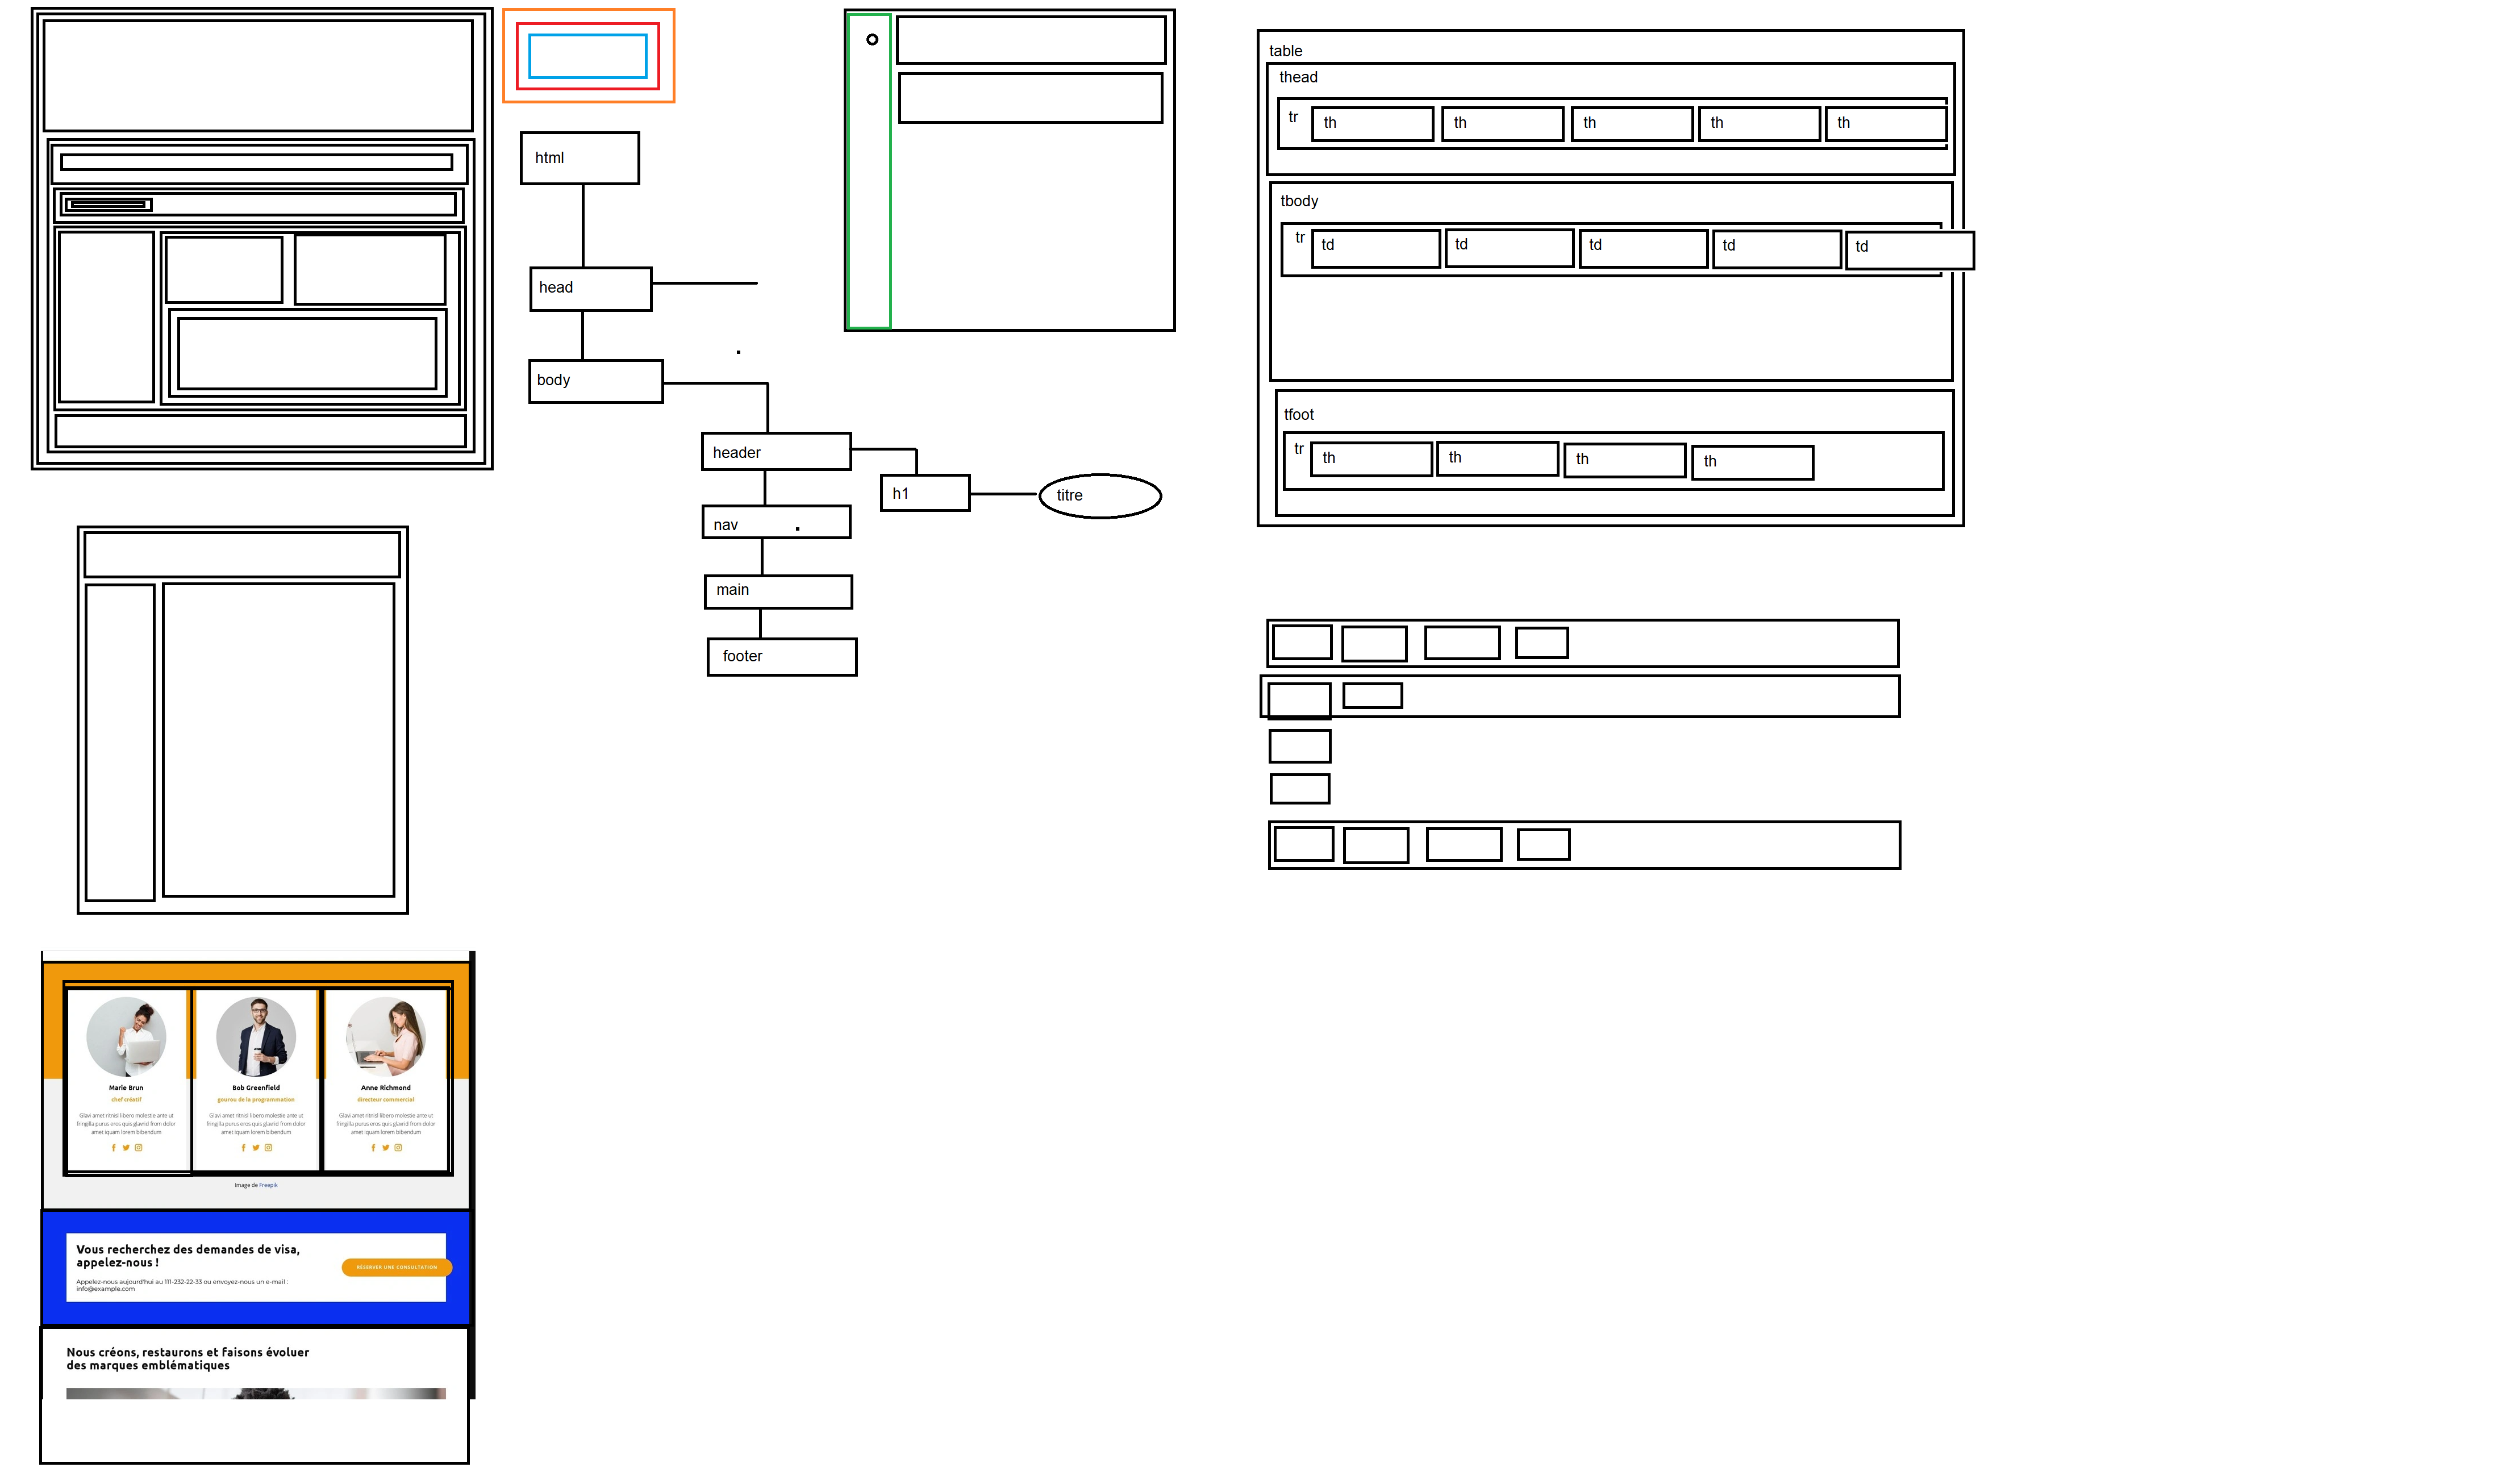 html
head
body
header
h1
titre
nav
main
footer
table
thead
tr
th
th
th
th
th
tbody
tr
td
td
td
td
td
tfoot
tr
th
th
th
th
Marie Brun
chef créatif
Glavi amet ritnisl libero molestie ante ut
fringilla purus eros quis glavrid from dolor
amet iquam lorem bibendum
Bob Greenfield
gourou de la programmation
Glavi amet ritnisl libero molestie ante ut
fringilla purus eros quis glavrid from dolor
amet iquam lorem bibendum
Anne Richmond
directeur commercial
Glavi amet ritnisl libero molestie ante ut
fringilla purus eros quis glavrid from dolor
amet iquam lorem bibendum
Image de Freepik
Vous recherchez des demandes de visa,
appelez-nous !
Appelez-nous aujourd'hui au 111-232-22-33 ou envoyez-nous un e-mail :
info@example.com
RÉSERVER UNE CONSULTATION
Nous créons, restaurons et faisons évoluer
des marques emblématiques